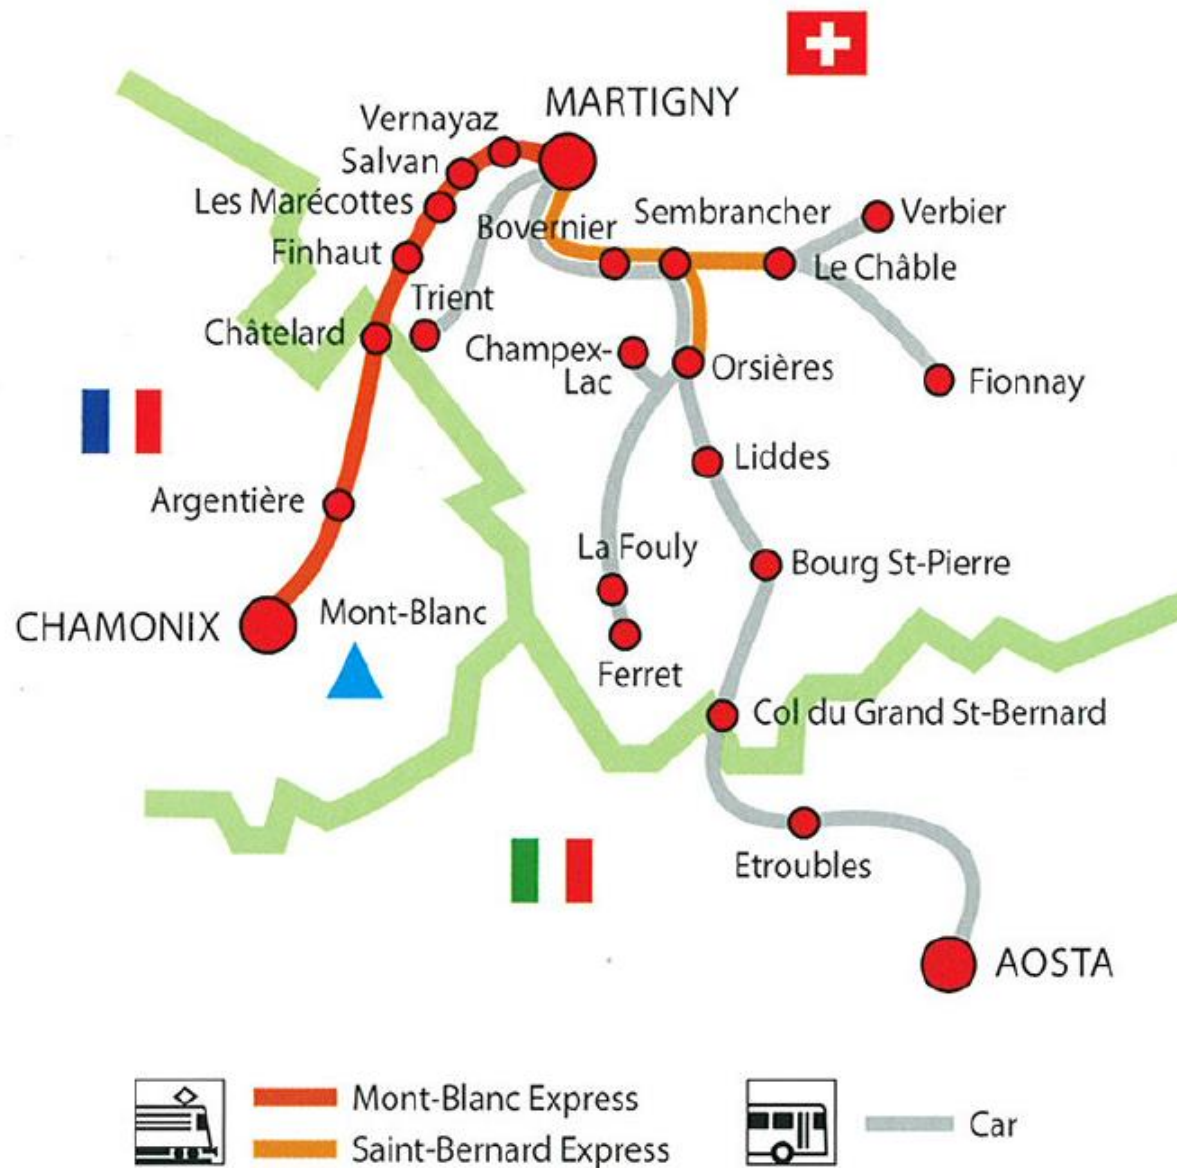 MARTIGNY
Vernayaz
Salvan
Les Marécottes
Finhaut
Trient
Châtelard
Bovernier
Sembrancher
Verbier
Le Châble
Champex-
Lac
Orsières
Fionnay
Liddes
Argentière
La Fouly
Bourg St-Pierre
CHAMONIX
Mont-Blanc
Ferret
Col du Grand St-Bernard
Etroubles
AOSTA
Mont-Blanc Express
Saint-Bernard Express
Car